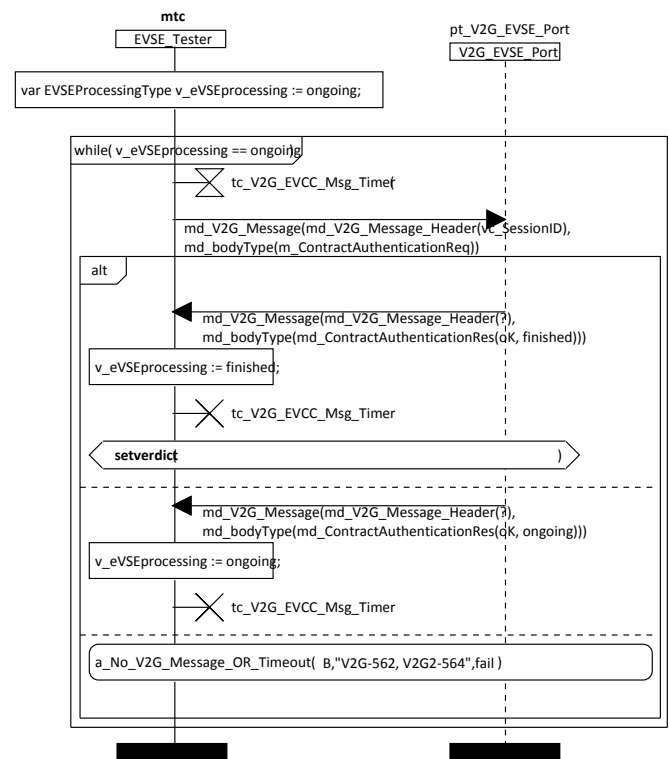 mtc
pt_V2G_EVSE_Port
EVSE_Tester
V2G_EVSE_Port
var EVSEProcessingType v_eVSEprocessing := ongoing;
while( v_eVSEprocessing == ongoing)
tc_V2G_EVCC_Msg_Timer(
md_V2G_Message(md_V2G_Message_Header(vc_SessionID),
md_bodyType(m_ContractAuthenticationReq))
alt
md_V2G_Message(md_V2G_Message_Header(?),
md_bodyType(md_ContractAuthenticationRes(oK, finished)))
v_eVSEprocessing := finished;
tc_V2G_EVCC_Msg_Timer
setverdict( )
md_V2G_Message(md_V2G_Message_Header(?),
md_bodyType(md_ContractAuthenticationRes(oK, ongoing)))
v_eVSEprocessing := ongoing;
tc_V2G_EVCC_Msg_Timer
a_No_V2G_Message_OR_Timeout( B,"V2G-562, V2G2-564",fail )